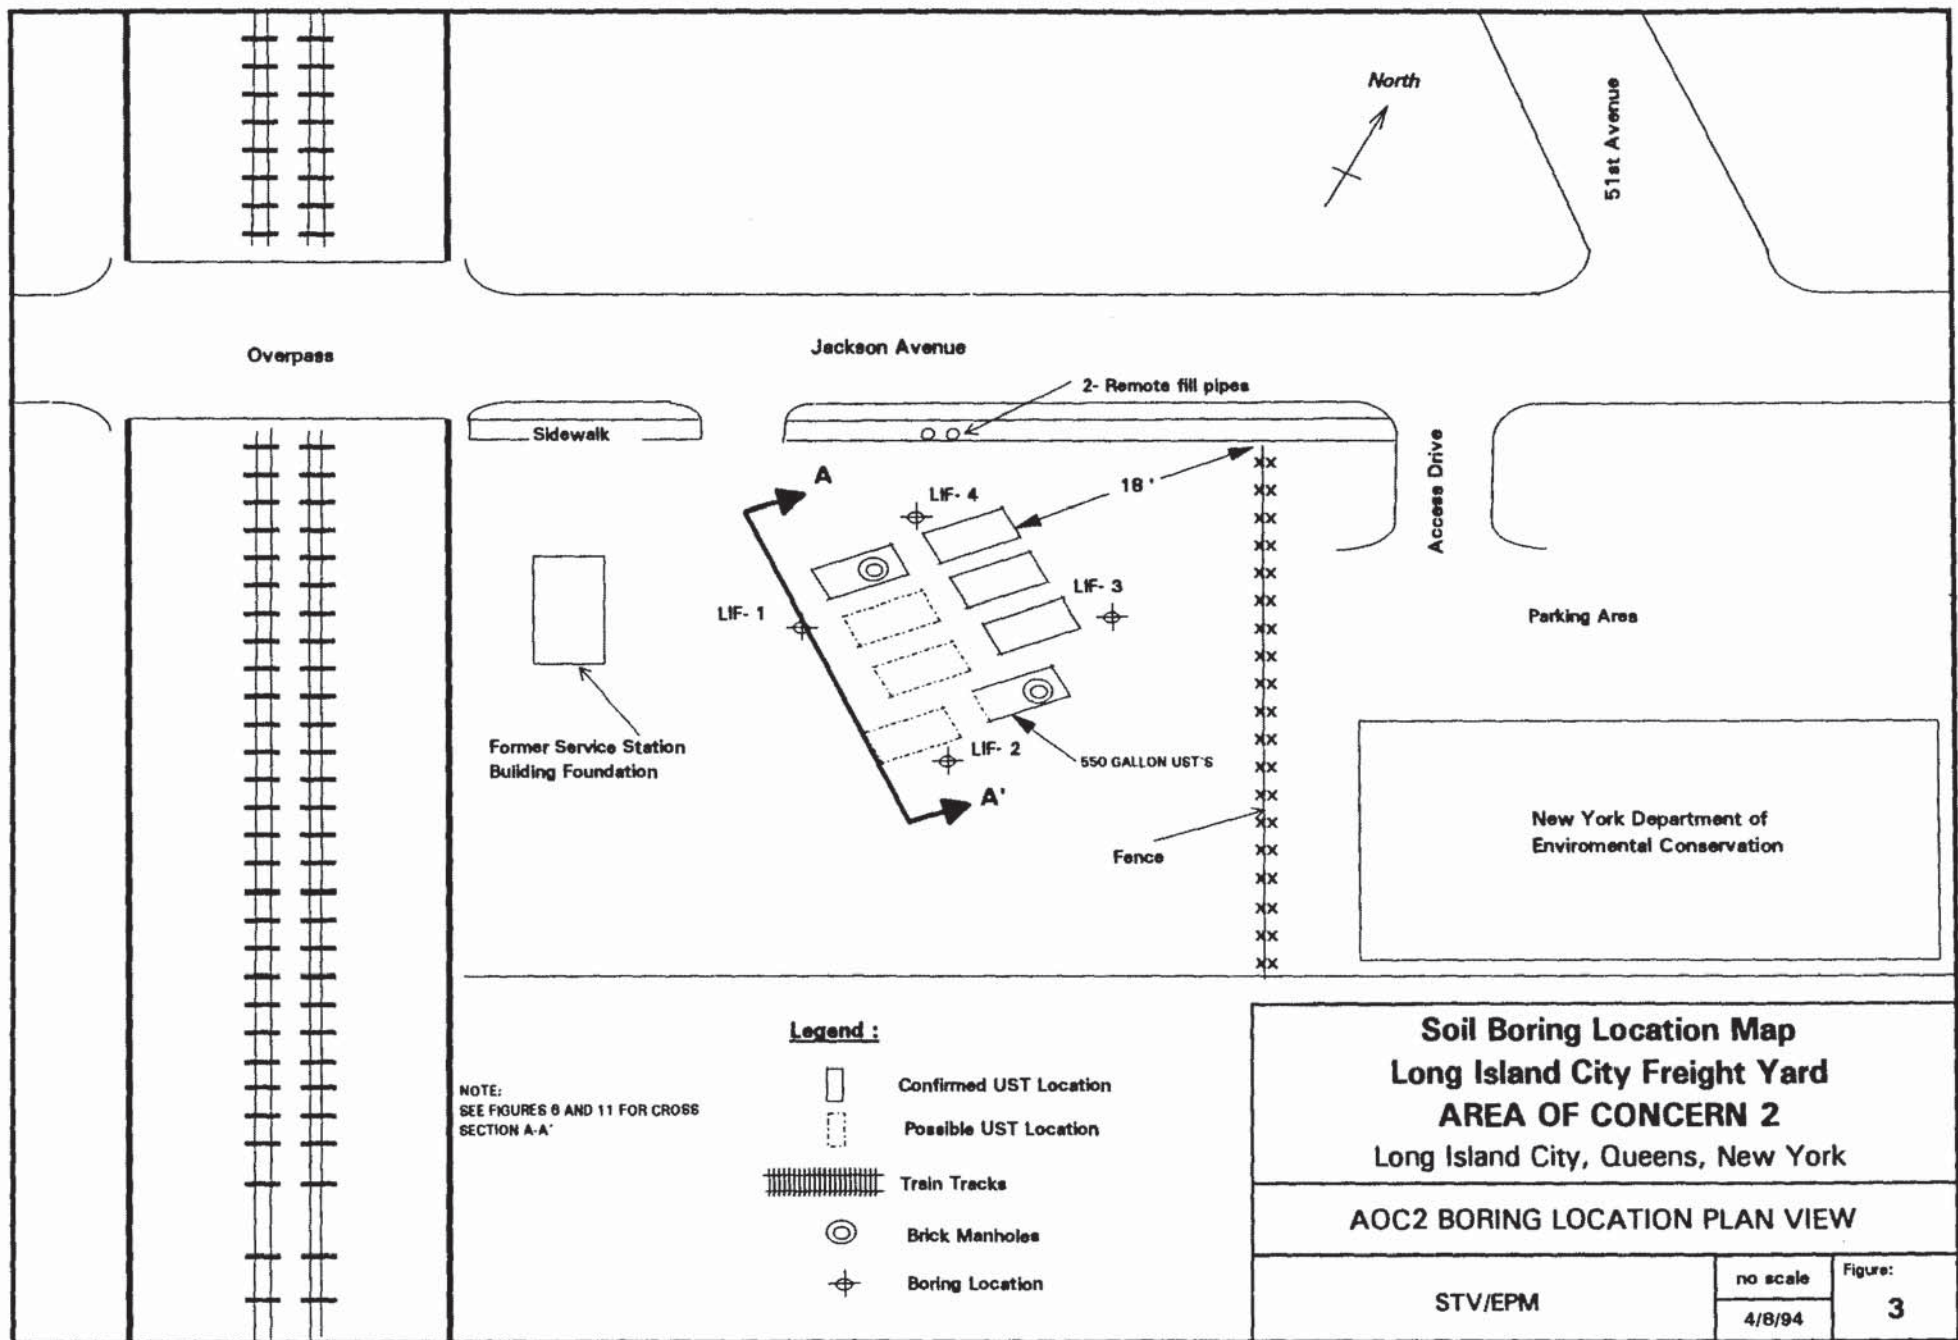 North
51st Avenue
Overpass
Jackson Avenue
2- Remote fill pipes
Sidewalk
A
LIF- 4
18 '
Access Drive
LIF- 1
LIF- 3
Parking Area
Former Service Station
Building Foundation
LIF- 2
550 GALLON UST'S
A'
Fence
New York Department of
Enviromental Conservation
Legend :
Confirmed UST Location
Possible UST Location
Train Tracks
Brick Manholes
Boring Location
NOTE:
SEE FIGURES 6 AND 11 FOR CROSS
SECTION A-A'
Soil Boring Location Map
Long Island City Freight Yard
AREA OF CONCERN 2
Long Island City, Queens, New York
AOC2 BORING LOCATION PLAN VIEW
STV/EPM
no scale
4/8/94
Figure:
3